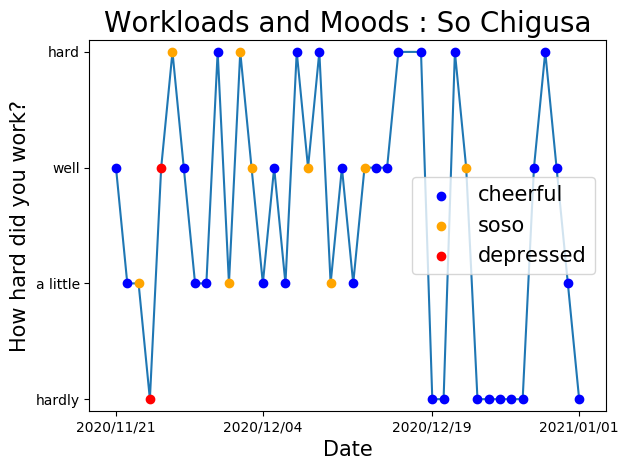 Workloads and Moods : So Chigusa
How hard did you work?
hard
well
a little
hardly
cheerful
soso
depressed
2020/11/21
2020/12/04
2020/12/19
2021/01/01
Date